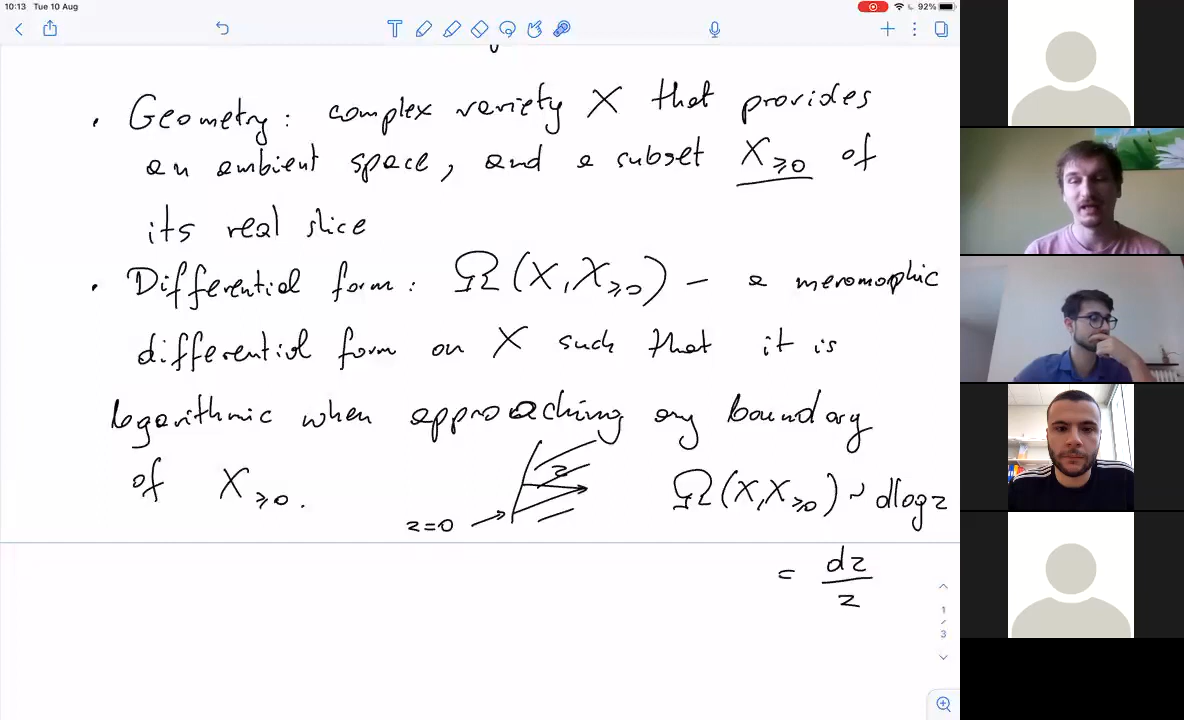 10:13 Tue 10 Aug
92%
T
. Geometry: complex variety X that provides
an ambient space, and a subset X≥0 of
its real slice
. Differential form: Ω(X, X≥0) – a meromorphic
differential form on X such that it is
logarithmic when approaching any boundary
of X≥0.
z
z=0
Ω(X, X≥0) ~ dlogz
= dz/z
1
/
3